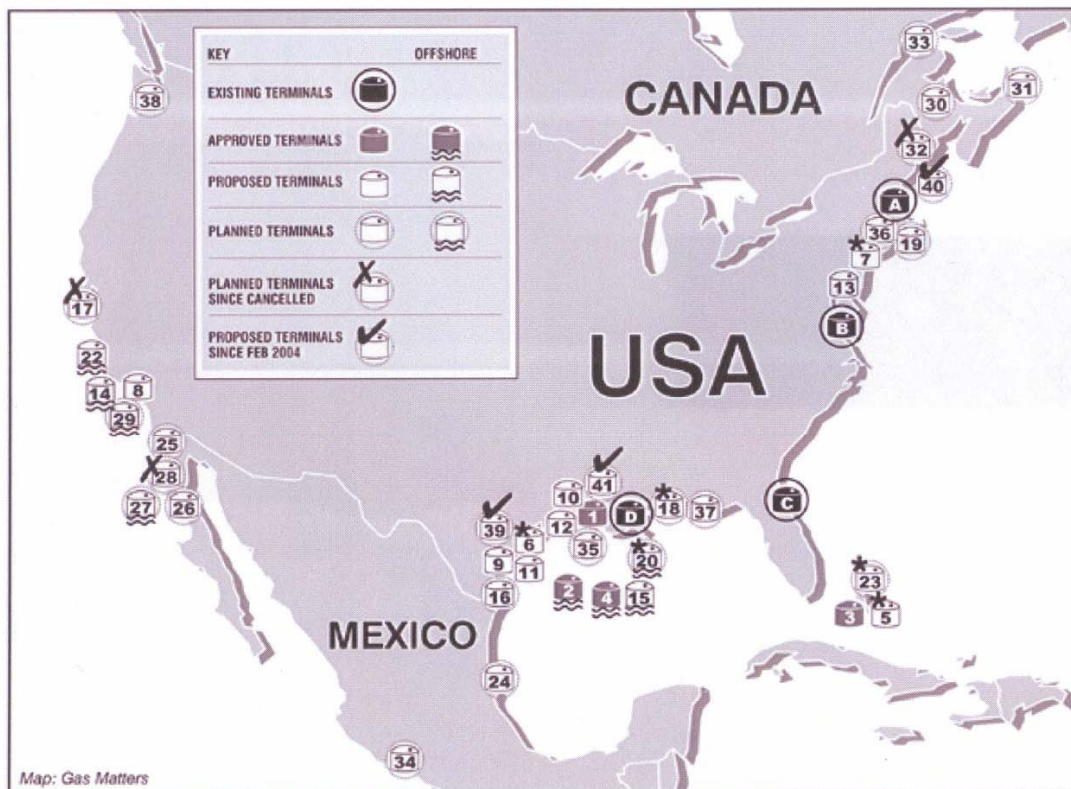 KEY OFFSHORE
EXISTING TERMINALS
APPROVED TERMINALS
PROPOSED TERMINALS
PLANNED TERMINALS
PLANNED TERMINALS
SINCE CANCELLED
PROPOSED TERMINALS
SINCE FEB 2004
CANADA
USA
MEXICO
33
38
30
31
32
40
A
36
19
*
7
13
B
17
22
14
8
29
25
28
27
26
41
10
1
D
*
18
37
C
39
*
6
12
35
*
20
9
11
16
2
4
15
*
23
3
*
5
24
34
Map: Gas Matters